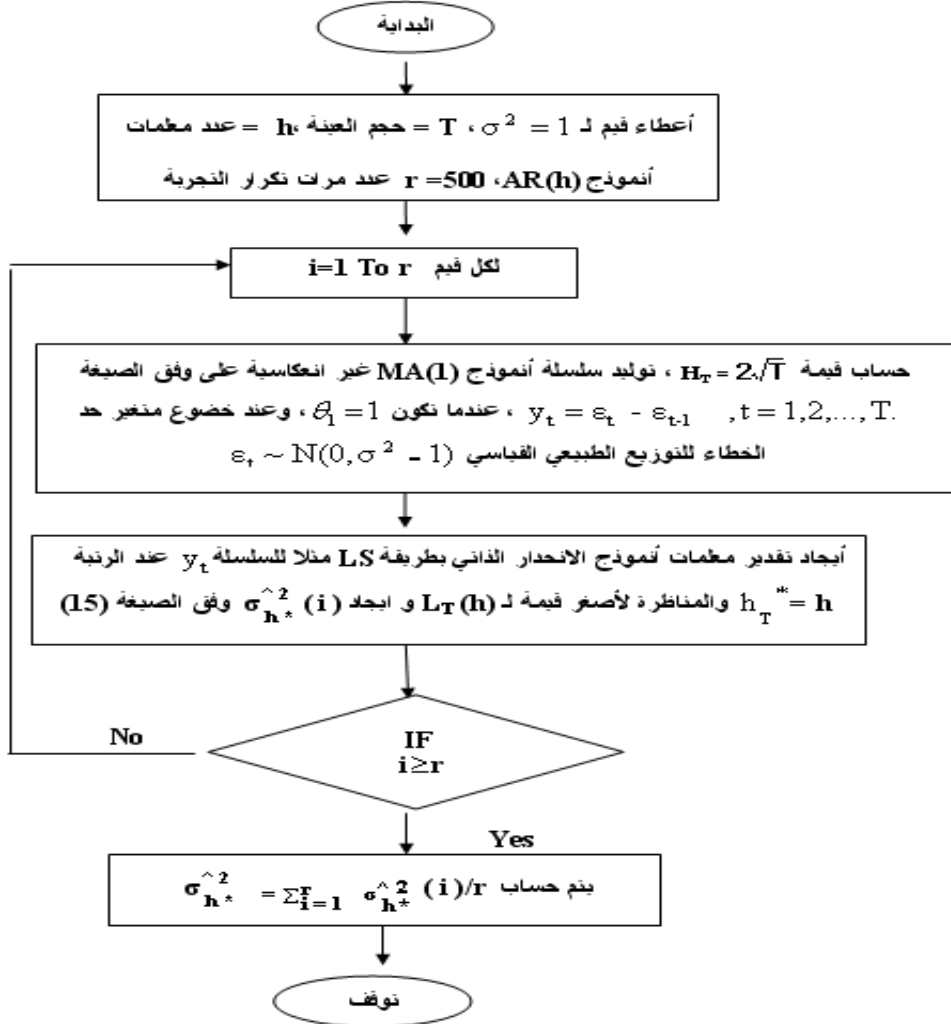 البداية
أعطاء قيم لـ σ² = 1 ، T = حجم العينة ،h = عدد معلمات
أنموذج AR(h)، r =500 عدد مرات تكرار التجربة
لكل قيم i=1 To r
حساب قيمة H_T = 2√T ، توليد سلسلة أنموذج MA(1) غير انعكاسية على وفق الصيغة
y_t = ε_t - ε_t-1 ,t = 1,2,..., T. ، عندما تكون θ₁ = 1 ، وعند خضوع متغير حد
الخطاء للتوزيع الطبيعي القياسي ε_t ~ N(0, σ² - 1)
أيجاد تقدير معلمات أنموذج الانحدار الذاتي بطريقة LS مثلا للسلسلة y_t عند الرتبة
h_T* = h والمناظرة لأصغر قيمة لـ L_T(h) و ايجاد σ^²_h* (i) وفق الصيغة (15)
IF
i≥r
No
Yes
يتم حساب σ^²_h* = Σ^r_i=1 σ^²_h* (i)/r
توقف